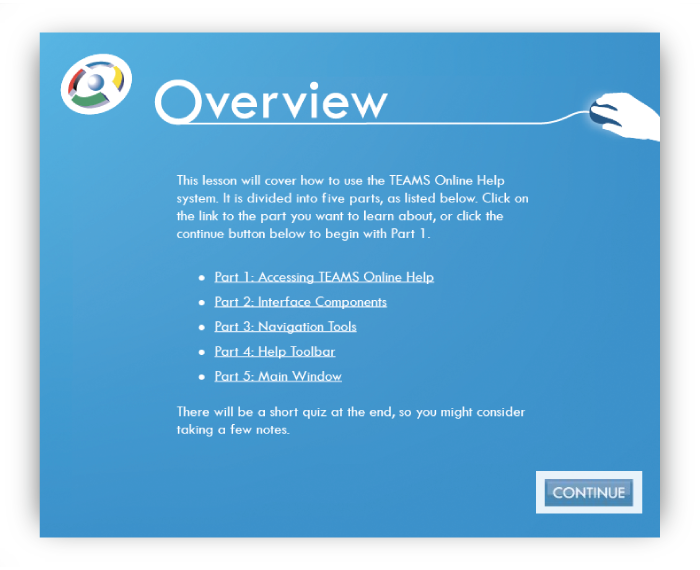 Overview
This lesson will cover how to use the TEAMS Online Help
system. It is divided into five parts, as listed below. Click on
the link to the part you want to learn about, or click the
continue button below to begin with Part 1.
• Part 1: Accessing TEAMS Online Help
• Part 2: Interface Components
• Part 3: Navigation Tools
• Part 4: Help Toolbar
• Part 5: Main Window
There will be a short quiz at the end, so you might consider
taking a few notes.
CONTINUE